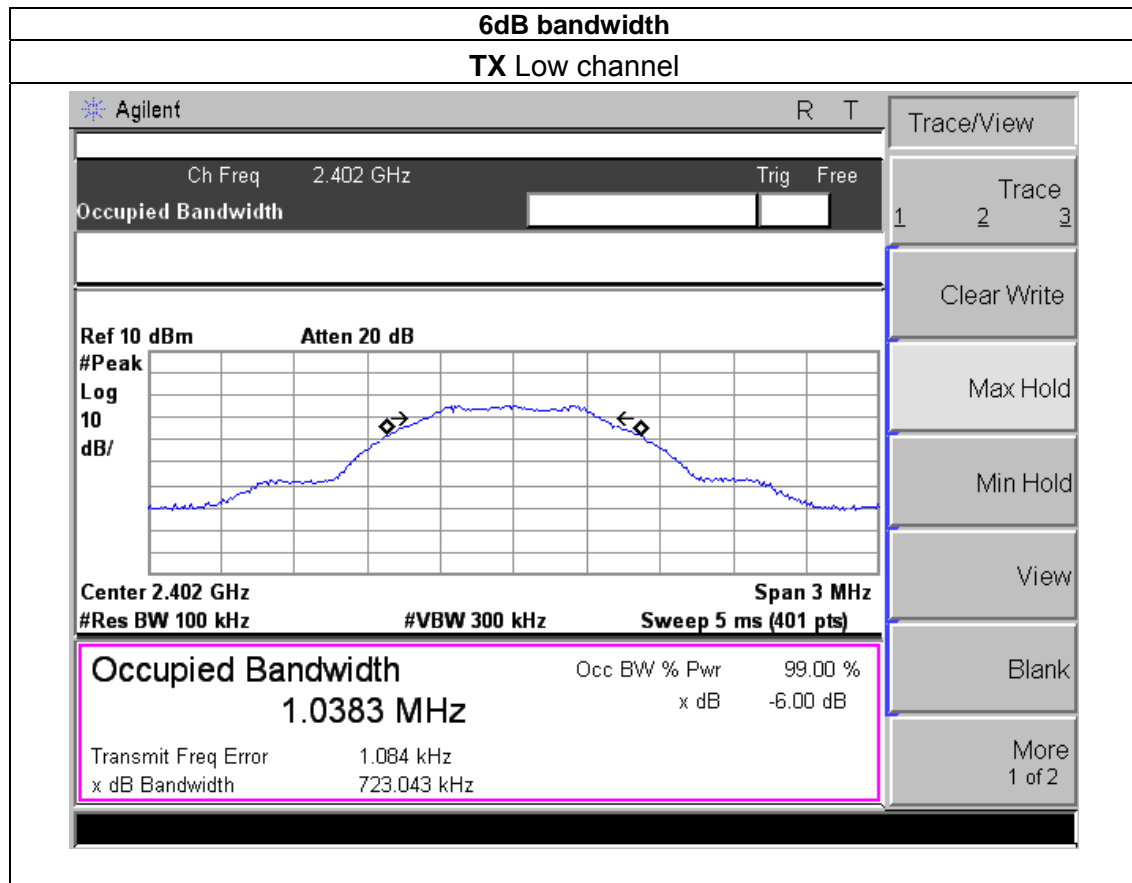 6dB bandwidth
TX Low channel
Agilent R T
Ch Freq 2.402 GHz Trig Free
Occupied Bandwidth
Ref 10 dBm Atten 20 dB
#Peak
Log
10
dB/
Center 2.402 GHz Span 3 MHz
#Res BW 100 kHz #VBW 300 kHz Sweep 5 ms (401 pts)
Occupied Bandwidth Occ BW % Pwr 99.00 %
1.0383 MHz x dB -6.00 dB
Transmit Freq Error 1.084 kHz
x dB Bandwidth 723.043 kHz
Trace/View
Trace
1 2 3
Clear Write
Max Hold
Min Hold
View
Blank
More
1 of 2